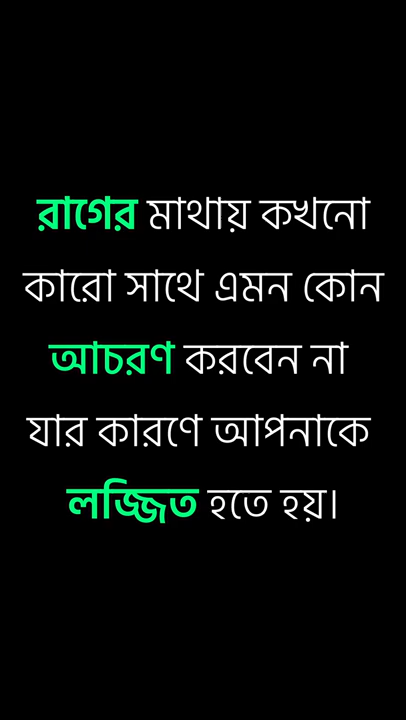 রাগের মাথায় কখনো
কারো সাথে এমন কোন
আচরণ করবেন না
যার কারণে আপনাকে
লজ্জিত হতে হয়।